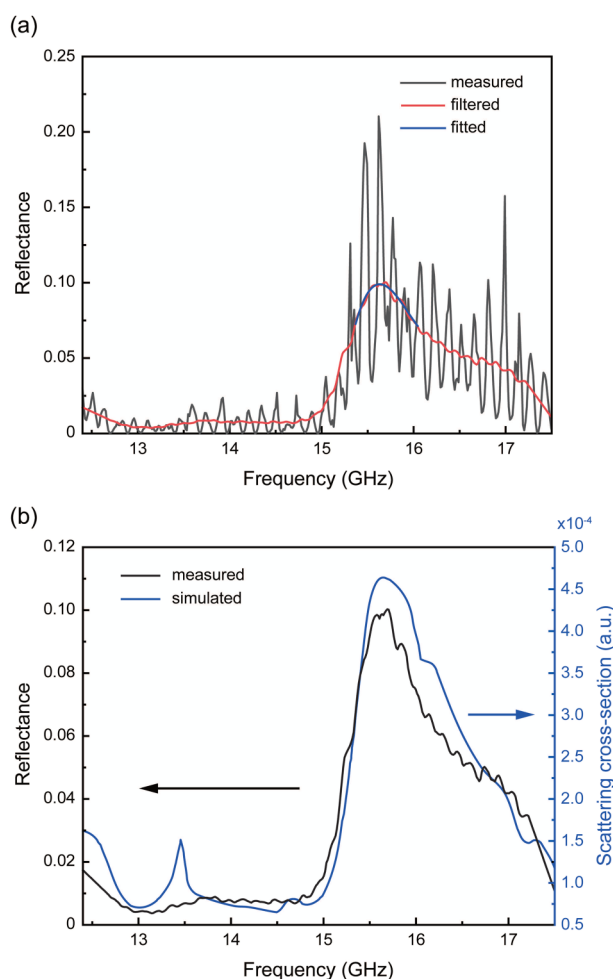 (a)
0.25
0.20
0.15
0.10
0.05
0
Reflectance
measured
filtered
fitted
13 14 15 16 17
Frequency (GHz)
(b)
x10⁻⁴
0.12
0.10
0.08
0.06
0.04
0.02
0
Reflectance
measured
simulated
5.0
4.5
4.0
3.5
3.0
2.5
2.0
1.5
1.0
0.5
Scattering cross-section (a.u.)
13 14 15 16 17
Frequency (GHz)